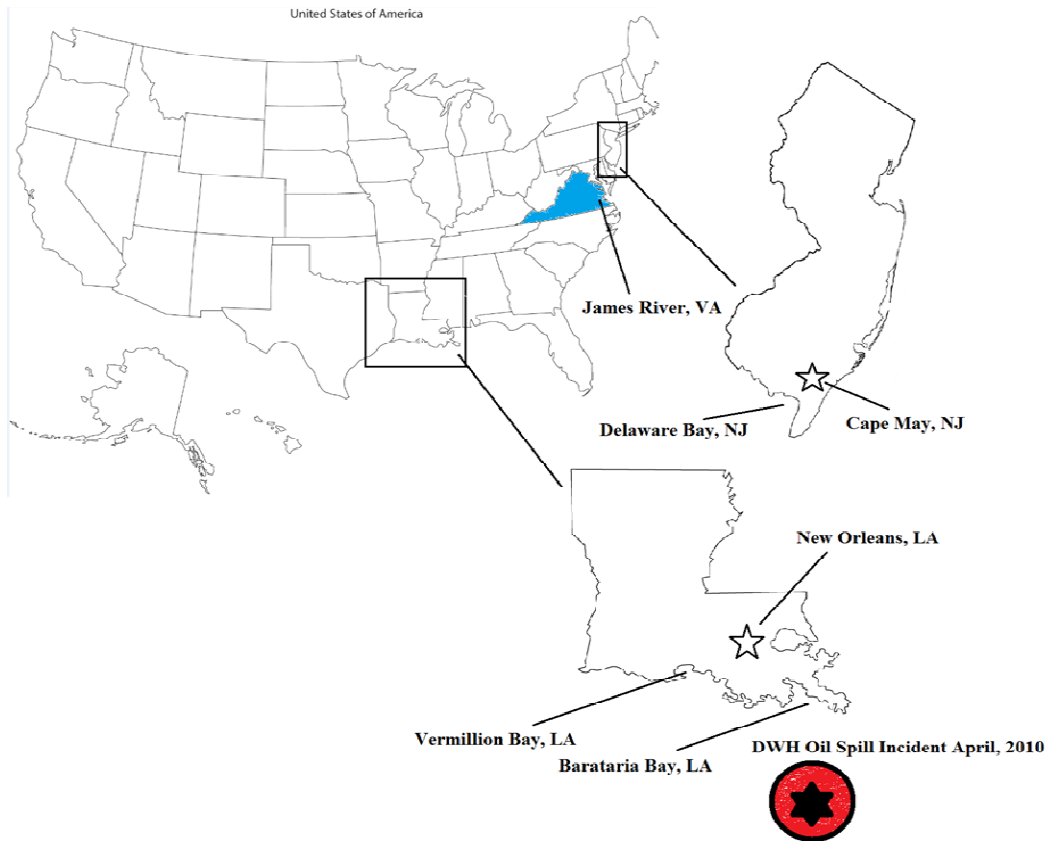 United States of America
James River, VA
Delaware Bay, NJ
Cape May, NJ
New Orleans, LA
Vermillion Bay, LA
Barataria Bay, LA
DWH Oil Spill Incident April, 2010